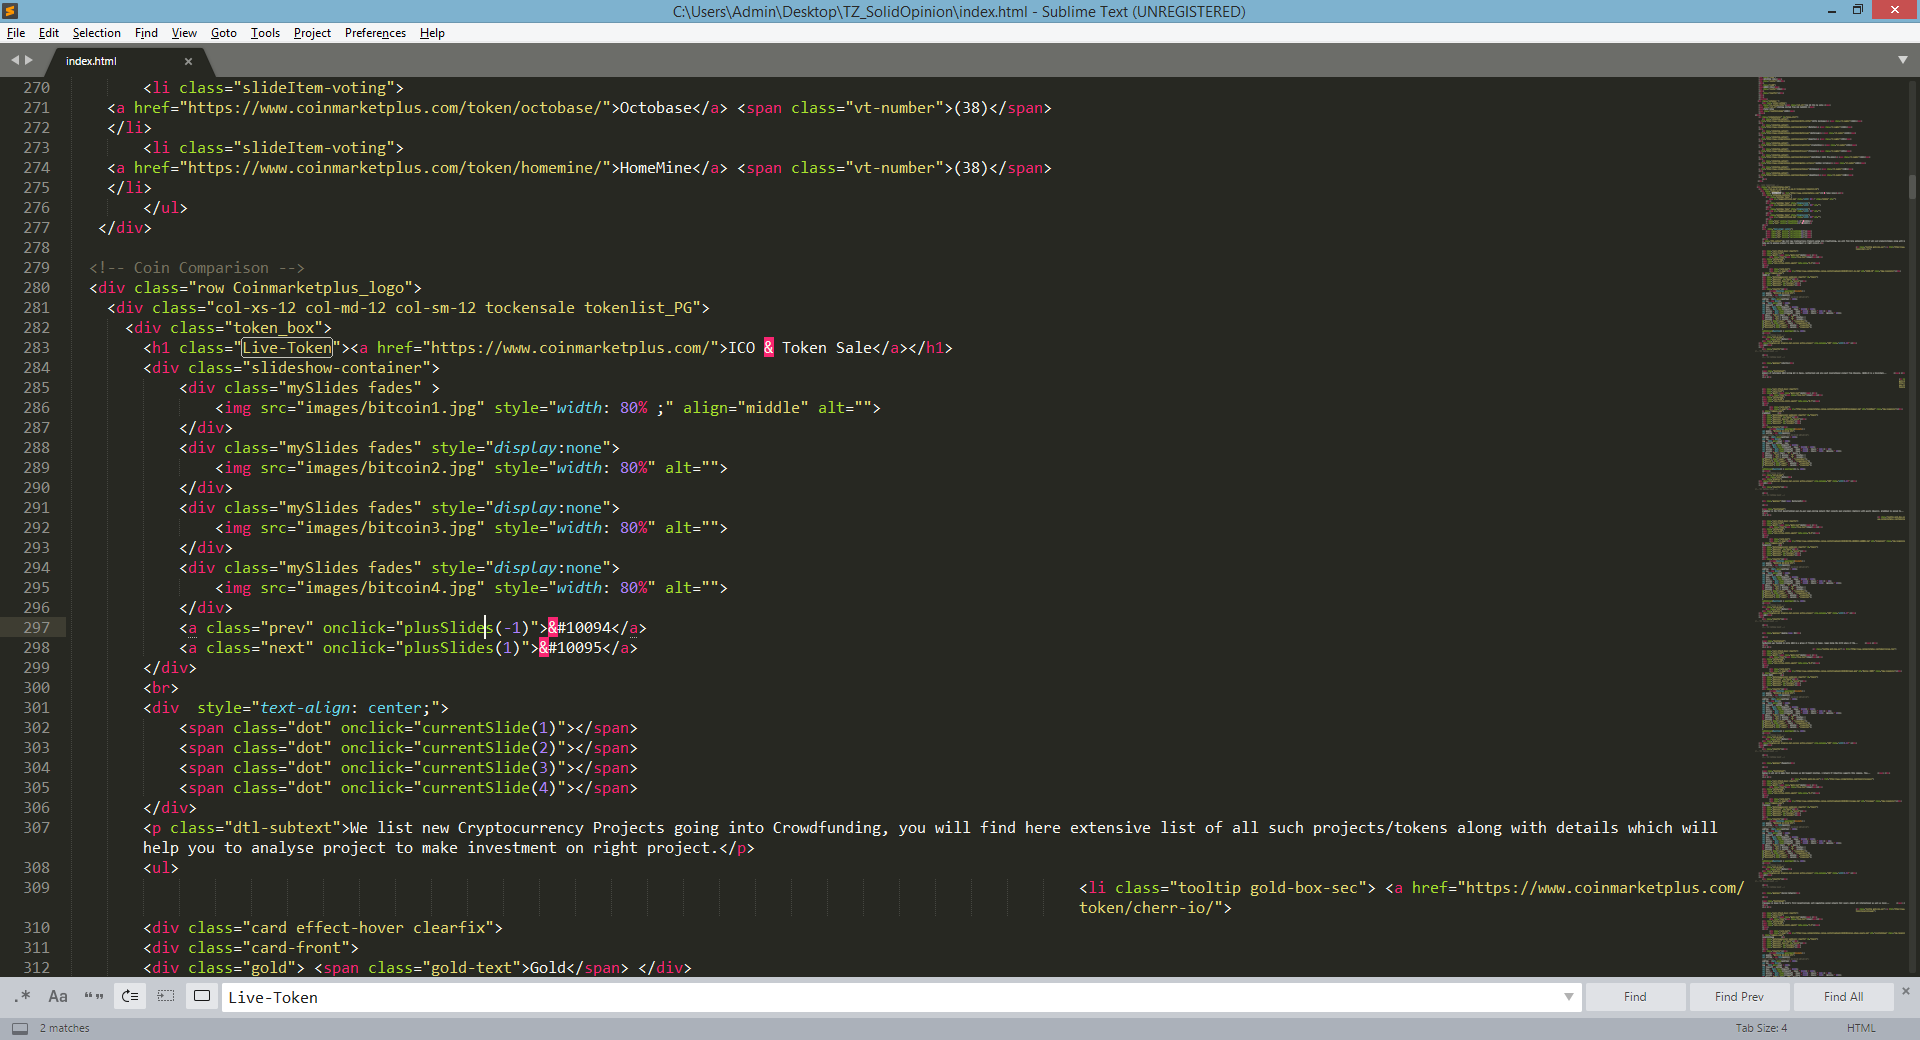 C:\Users\Admin\Desktop\TZ_SolidOpinion\index.html - Sublime Text (UNREGISTERED)
File Edit Selection Find View Goto Tools Project Preferences Help
index.html
270 <li class="slideItem-voting">
271 <a href="https://www.coinmarketplus.com/token/octobase/">Octobase</a> <span class="vt-number">(38)</span>
272 </li>
273 <li class="slideItem-voting">
274 <a href="https://www.coinmarketplus.com/token/homemine/">HomeMine</a> <span class="vt-number">(38)</span>
275 </li>
276 </ul>
277 </div>
278
279 <!-- Coin Comparison -->
280 <div class="row Coinmarketplus_logo">
281 <div class="col-xs-12 col-md-12 col-sm-12 tockensale tokenlist_PG">
282 <div class="token_box">
283 <h1 class="Live-Token"><a href="https://www.coinmarketplus.com/">ICO & Token Sale</a></h1>
284 <div class="slideshow-container">
285 <div class="mySlides fades" >
286 <img src="images/bitcoin1.jpg" style="width: 80% ;" align="middle" alt="">
287 </div>
288 <div class="mySlides fades" style="display:none">
289 <img src="images/bitcoin2.jpg" style="width: 80%" alt="">
290 </div>
291 <div class="mySlides fades" style="display:none">
292 <img src="images/bitcoin3.jpg" style="width: 80%" alt="">
293 </div>
294 <div class="mySlides fades" style="display:none">
295 <img src="images/bitcoin4.jpg" style="width: 80%" alt="">
296 </div>
297 <a class="prev" onclick="plusSlides(-1)">&#10094</a>
298 <a class="next" onclick="plusSlides(1)">&#10095</a>
299 </div>
300 <br>
301 <div  style="text-align: center;">
302 <span class="dot" onclick="currentSlide(1)"></span>
303 <span class="dot" onclick="currentSlide(2)"></span>
304 <span class="dot" onclick="currentSlide(3)"></span>
305 <span class="dot" onclick="currentSlide(4)"></span>
306 </div>
307 <p class="dtl-subtext">We list new Cryptocurrency Projects going into Crowdfunding, you will find here extensive list of all such projects/tokens along with details which will
help you to analyse project to make investment on right project.</p>
308 <ul>
309 <li class="tooltip gold-box-sec"> <a href="https://www.coinmarketplus.com/
token/cherr-io/">
310 <div class="card effect-hover clearfix">
311 <div class="card-front">
312 <div class="gold"> <span class="gold-text">Gold</span> </div>
.* Aa “” Live-Token Find Find Prev Find All
2 matches Tab Size: 4 HTML